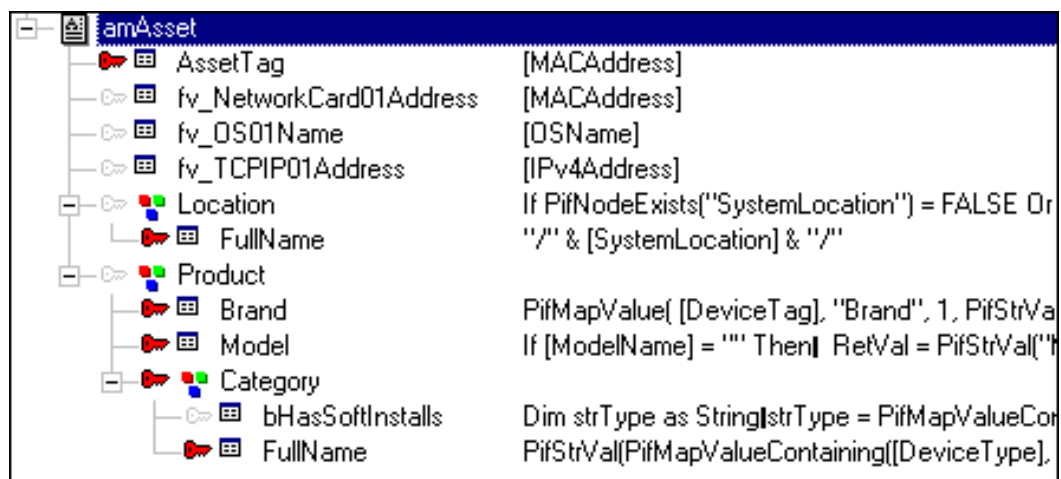 amAsset
AssetTag [MACAddress]
fv_NetworkCard01Address [MACAddress]
fv_OS01Name [OSName]
fv_TCPIP01Address [IPv4Address]
Location If PifNodeExists("SystemLocation") = FALSE Or
FullName "/" & [SystemLocation] & "/"
Product
Brand PifMapValue( [DeviceTag], "Brand", 1, PifStrVa
Model If [ModelName] = "" Then| RetVal = PifStrVal("
Category
bHasSoftInstalls Dim strType as String|strType = PifMapValueCon
FullName PifStrVal(PifMapValueContaining([DeviceType],